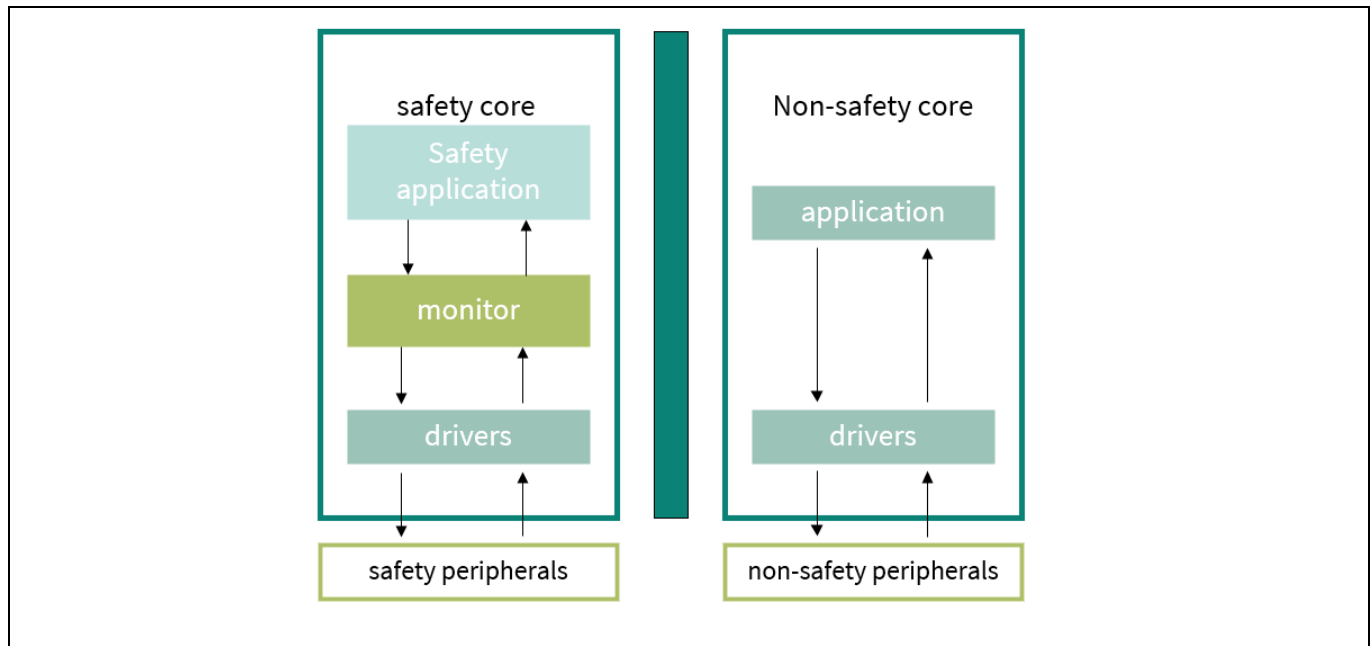 safety core
Safety
application
monitor
drivers
safety peripherals
Non-safety core
application
drivers
non-safety peripherals